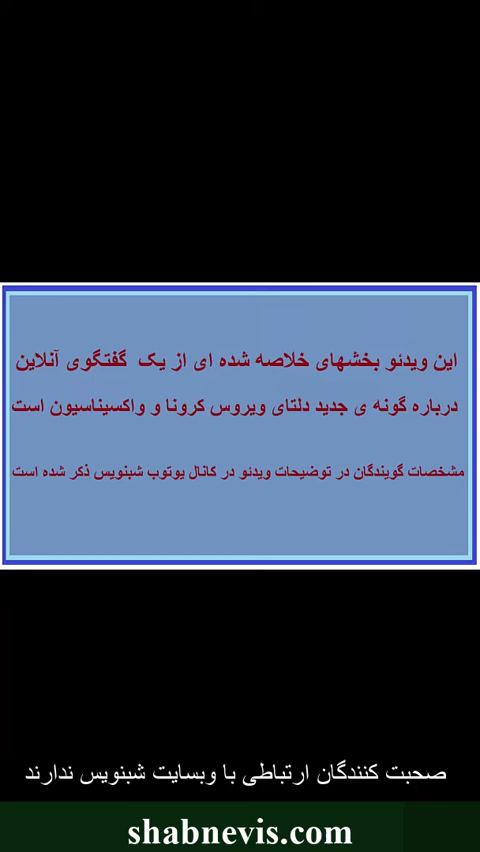 این ویدئو بخشهای خلاصه شده ای از یک گفتگوی آنلاین
درباره گونه ی جدید دلتای ویروس کرونا و واکسیناسیون است
مشخصات گویندگان در توضیحات ویدئو در کانال یوتوب شبنویس ذکر شده است
صحبت کنندگان ارتباطی با وبسایت شبنویس ندارند
shabnevis.com